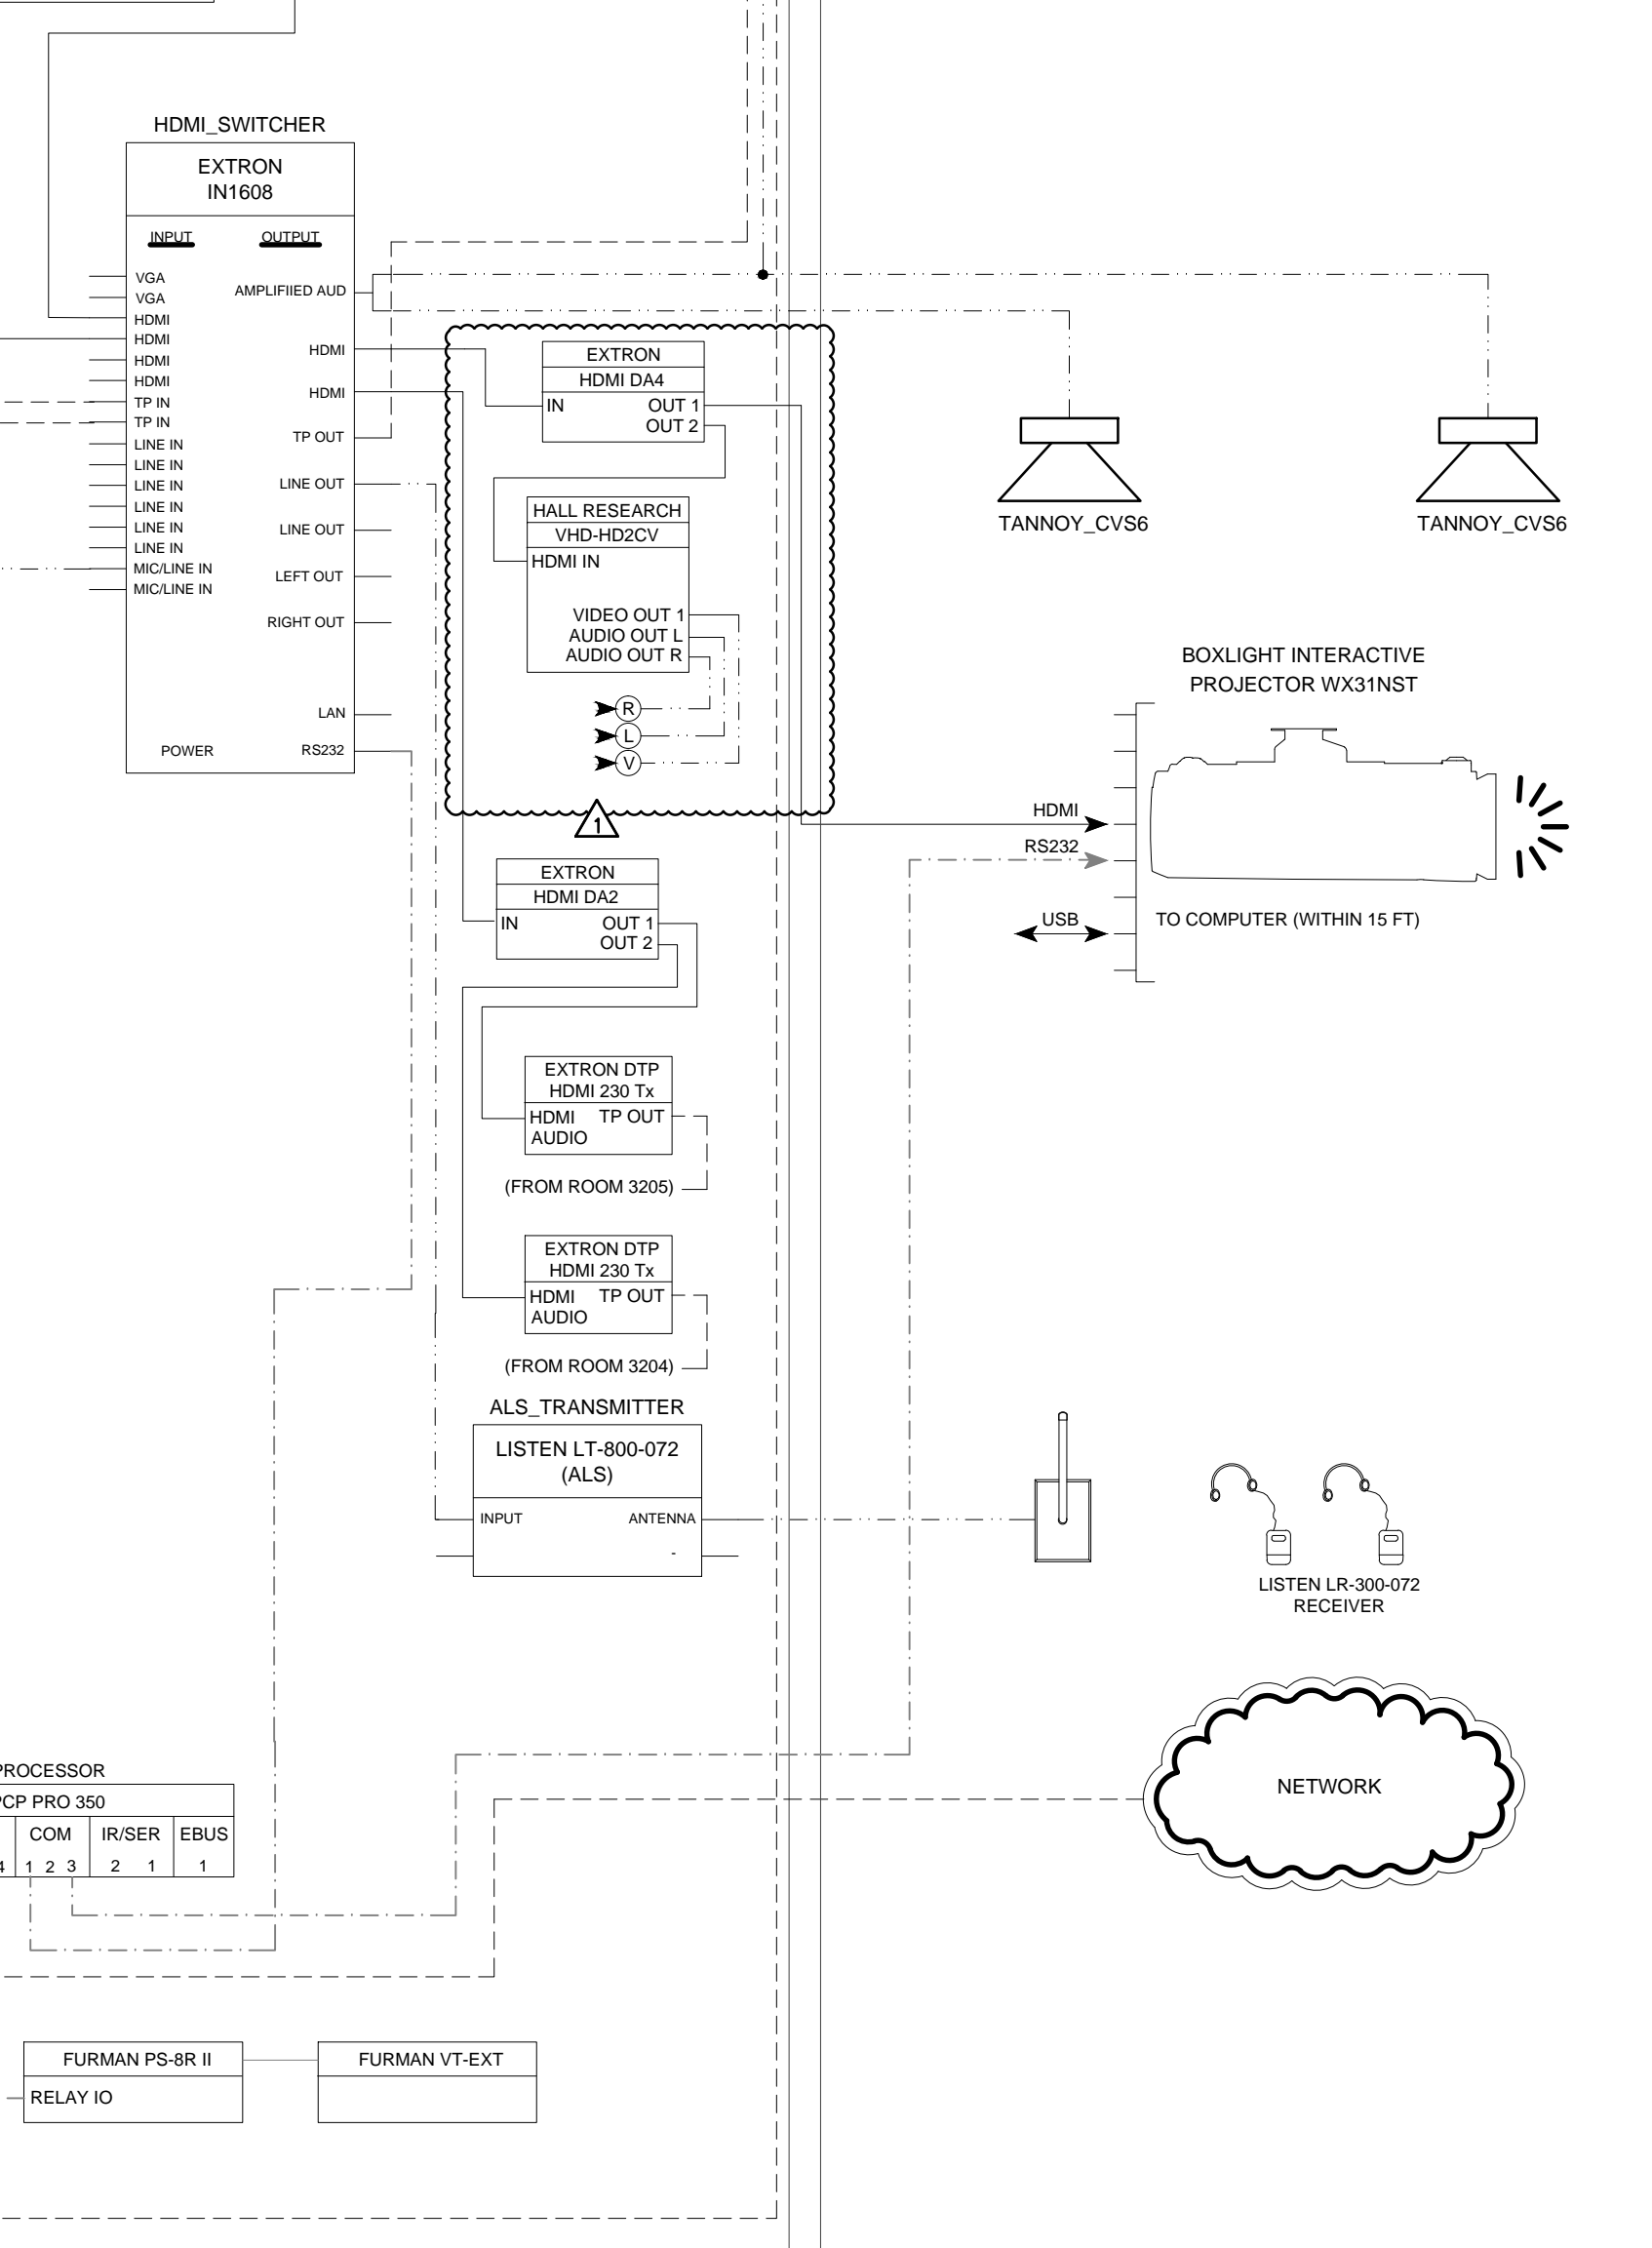 HDMI_SWITCHER
EXTRON
IN1608
INPUT OUTPUT
VGA
VGA
HDMI
HDMI
HDMI
HDMI
TP IN
TP IN
LINE IN
LINE IN
LINE IN
LINE IN
LINE IN
LINE IN
MIC/LINE IN
MIC/LINE IN
AMPLIFIIED AUD
HDMI
HDMI
TP OUT
LINE OUT
LINE OUT
LEFT OUT
RIGHT OUT
LAN
POWER RS232
EXTRON
HDMI DA4
IN OUT 1
OUT 2
HALL RESEARCH
VHD-HD2CV
HDMI IN
VIDEO OUT 1
AUDIO OUT L
AUDIO OUT R
R
L
V
1
TANNOY_CVS6
TANNOY_CVS6
BOXLIGHT INTERACTIVE
PROJECTOR WX31NST
HDMI
RS232
USB
TO COMPUTER (WITHIN 15 FT)
EXTRON
HDMI DA2
IN OUT 1
OUT 2
EXTRON DTP
HDMI 230 Tx
HDMI TP OUT
AUDIO
(FROM ROOM 3205)
EXTRON DTP
HDMI 230 Tx
HDMI TP OUT
AUDIO
(FROM ROOM 3204)
ALS_TRANSMITTER
LISTEN LT-800-072
(ALS)
INPUT ANTENNA
-
LISTEN LR-300-072
RECEIVER
NETWORK
PROCESSOR
PCP PRO 350
COM IR/SER EBUS
4 1 2 3 2 1 1
FURMAN PS-8R II
RELAY IO
FURMAN VT-EXT